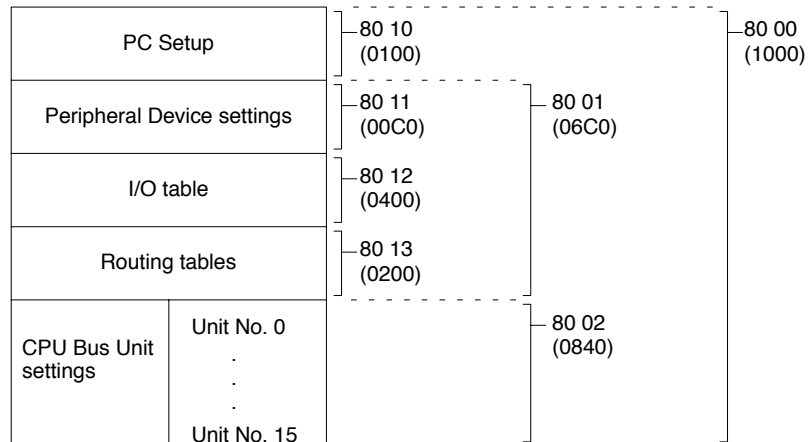 PC Setup
80 10
(0100)
80 00
(1000)
Peripheral Device settings
80 11
(00C0)
80 01
(06C0)
I/O table
80 12
(0400)
Routing tables
80 13
(0200)
CPU Bus Unit
settings
Unit No. 0
.
.
.
Unit No. 15
80 02
(0840)